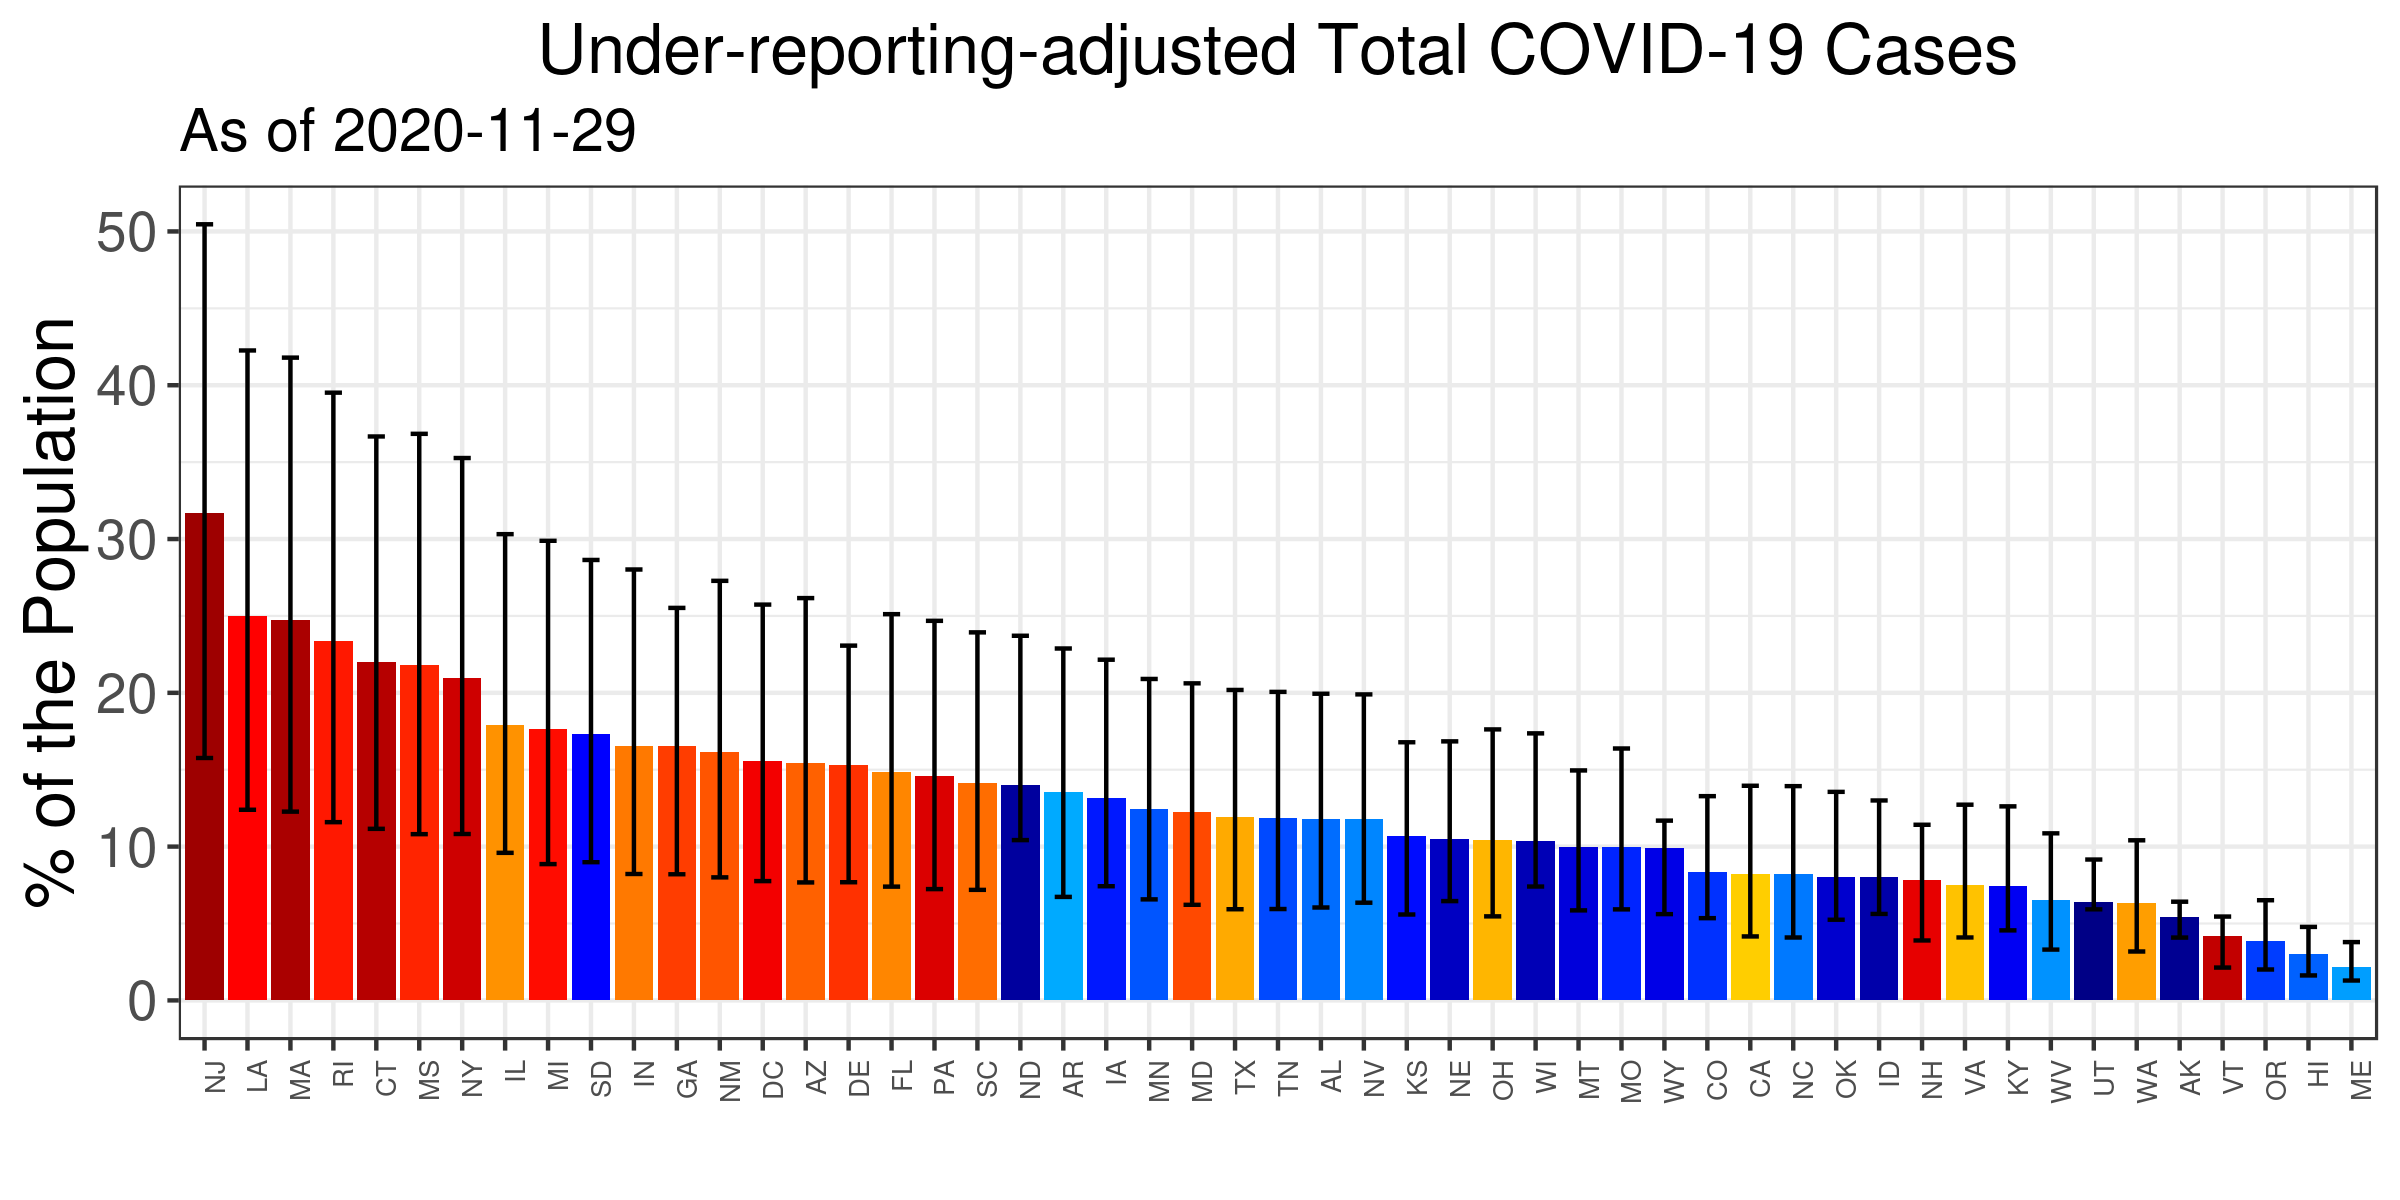 Under-reporting-adjusted Total COVID-19 Cases
As of 2020-11-29
% of the Population
50
40
30
20
10
0
NJ
LA
MA
RI
CT
MS
NY
IL
MI
SD
IN
GA
NM
DC
AZ
DE
FL
PA
SC
ND
AR
IA
MN
MD
TX
TN
AL
NV
KS
NE
OH
WI
MT
MO
WY
CO
CA
NC
OK
ID
NH
VA
KY
WV
UT
WA
AK
VT
OR
HI
ME